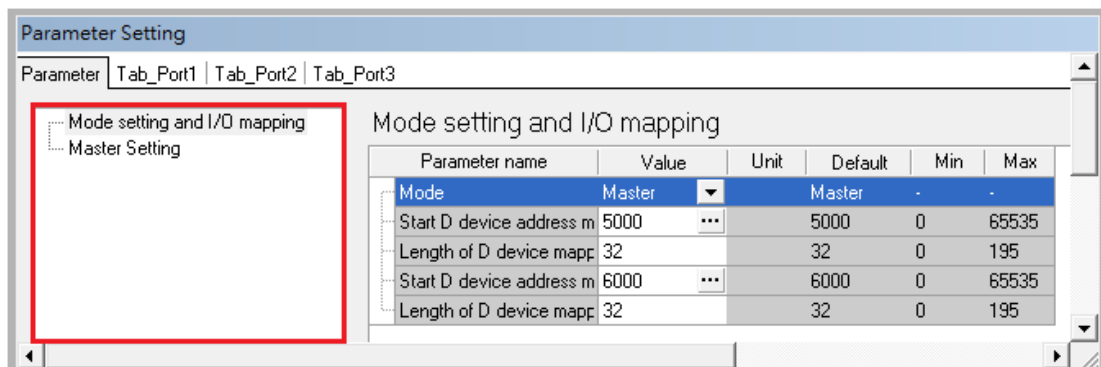 Parameter Setting
Parameter Tab_Port1 Tab_Port2 Tab_Port3
Mode setting and I/O mapping
Master Setting
Mode setting and I/O mapping
Parameter name Value Unit Default Min Max
Mode Master Master - -
Start D device address m 5000 ... 5000 0 65535
Length of D device mapp 32 32 0 195
Start D device address m 6000 ... 6000 0 65535
Length of D device mapp 32 32 0 195